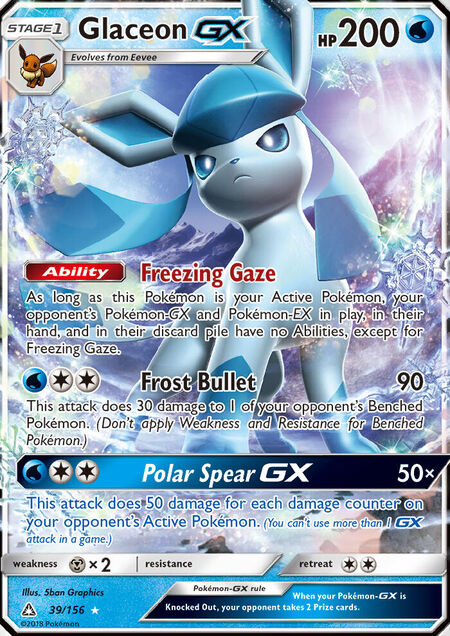 STAGE1 Glaceon GX HP200
Evolves from Eevee
Ability Freezing Gaze
As long as this Pokémon is your Active Pokémon, your
opponent's Pokémon-GX and Pokémon-EX in play, in their
hand, and in their discard pile have no Abilities, except for
Freezing Gaze.
Frost Bullet 90
This attack does 30 damage to 1 of your opponent's Benched
Pokémon. (Don't apply Weakness and Resistance for Benched
Pokémon.)
Polar Spear GX 50×
This attack does 50 damage for each damage counter on
your opponent's Active Pokémon. (You can't use more than 1 GX
attack in a game.)
weakness ×2 resistance retreat
Illus. 5ban Graphics
39/156
©2018 Pokémon
Pokémon-GX rule
When your Pokémon-GX is
Knocked Out, your opponent takes 2 Prize cards.